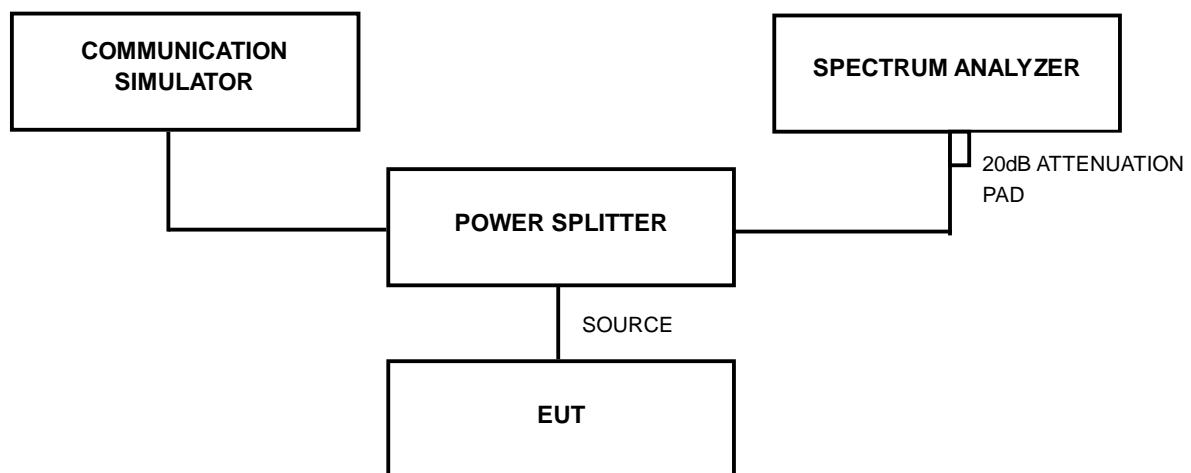 COMMUNICATION
SIMULATOR
SPECTRUM ANALYZER
20dB ATTENUATION
PAD
POWER SPLITTER
SOURCE
EUT